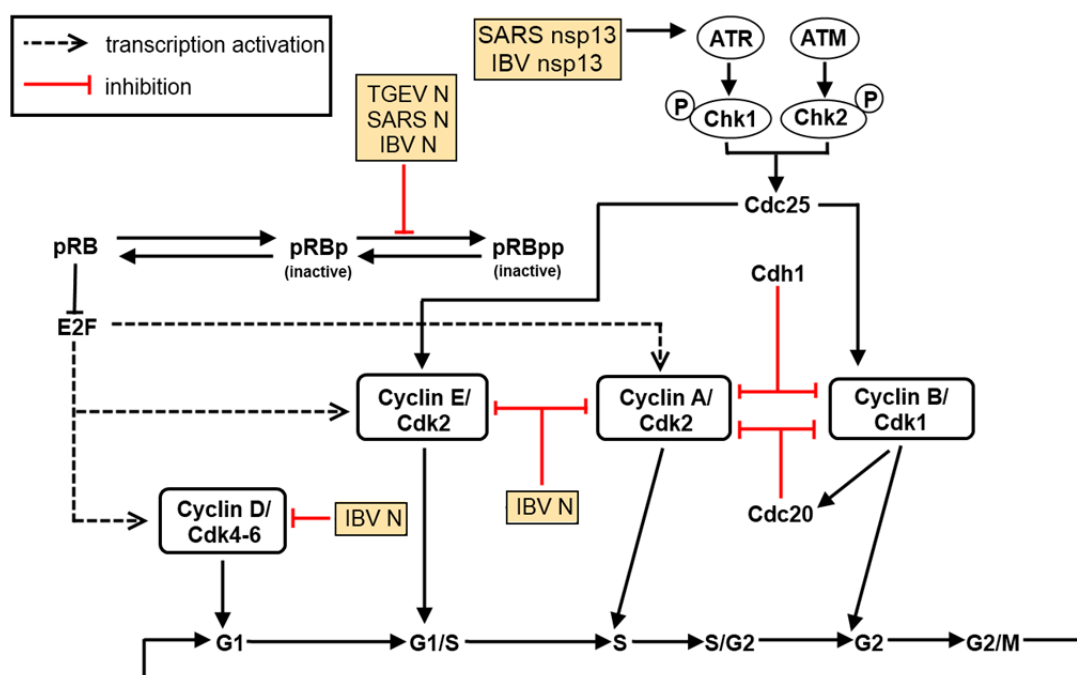 transcription activation
inhibition
SARS nsp13
IBV nsp13
ATR
ATM
P
Chk1
Chk2
P
TGEV N
SARS N
IBV N
Cdc25
pRB
pRBp
(inactive)
pRBpp
(inactive)
Cdh1
E2F
Cyclin E/
Cdk2
Cyclin A/
Cdk2
Cyclin B/
Cdk1
Cyclin D/
Cdk4-6
IBV N
IBV N
Cdc20
G1
G1/S
S
S/G2
G2
G2/M